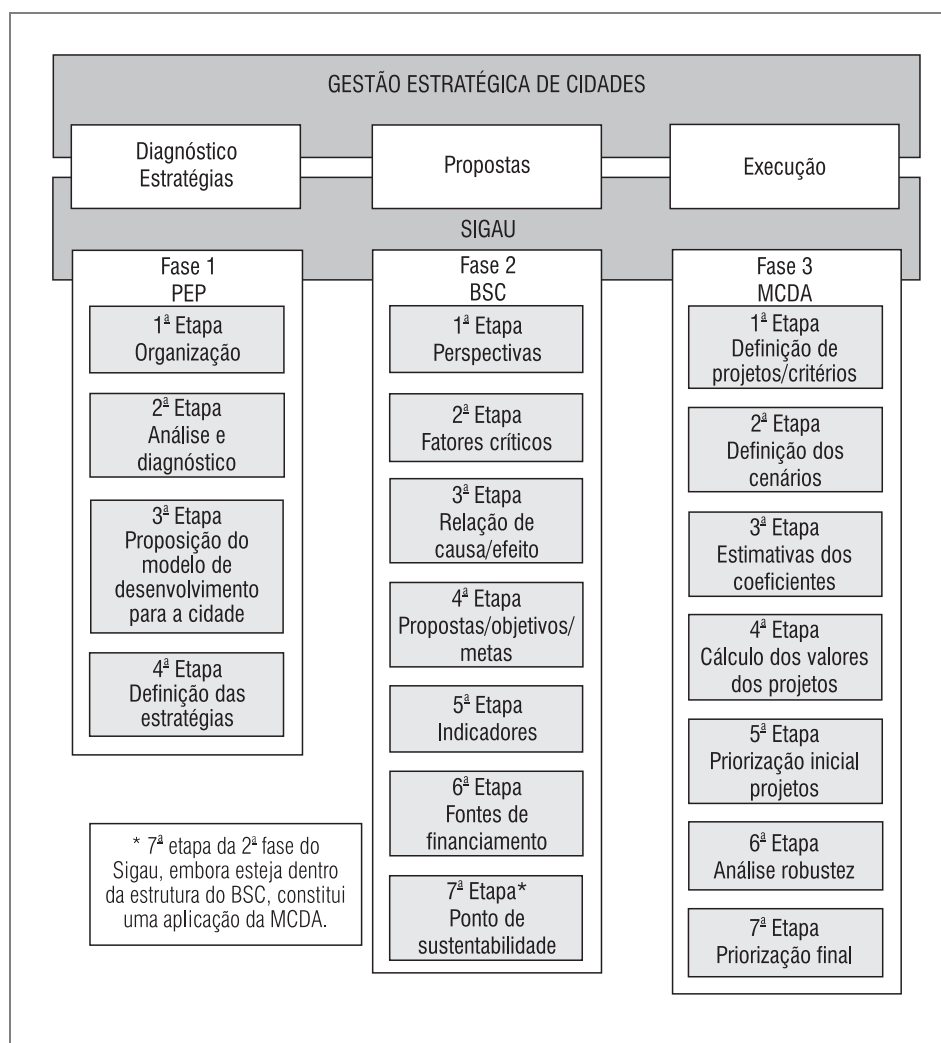 GESTÃO ESTRATÉGICA DE CIDADES
Diagnóstico
Estratégias
Propostas
Execução
SIGAU
Fase 1
PEP
1ª Etapa
Organização
2ª Etapa
Análise e
diagnóstico
3ª Etapa
Proposição do
modelo de
desenvolvimento
para a cidade
4ª Etapa
Definição das
estratégias
* 7ª etapa da 2ª fase do
Sigau, embora esteja dentro
da estrutura do BSC, constitui
uma aplicação da MCDA.
Fase 2
BSC
1ª Etapa
Perspectivas
2ª Etapa
Fatores críticos
3ª Etapa
Relação de
causa/efeito
4ª Etapa
Propostas/objetivos/
metas
5ª Etapa
Indicadores
6ª Etapa
Fontes de
financiamento
7ª Etapa*
Ponto de
sustentabilidade
Fase 3
MCDA
1ª Etapa
Definição de
projetos/critérios
2ª Etapa
Definição dos
cenários
3ª Etapa
Estimativas dos
coeficientes
4ª Etapa
Cálculo dos valores
dos projetos
5ª Etapa
Priorização inicial
projetos
6ª Etapa
Análise robustez
7ª Etapa
Priorização final